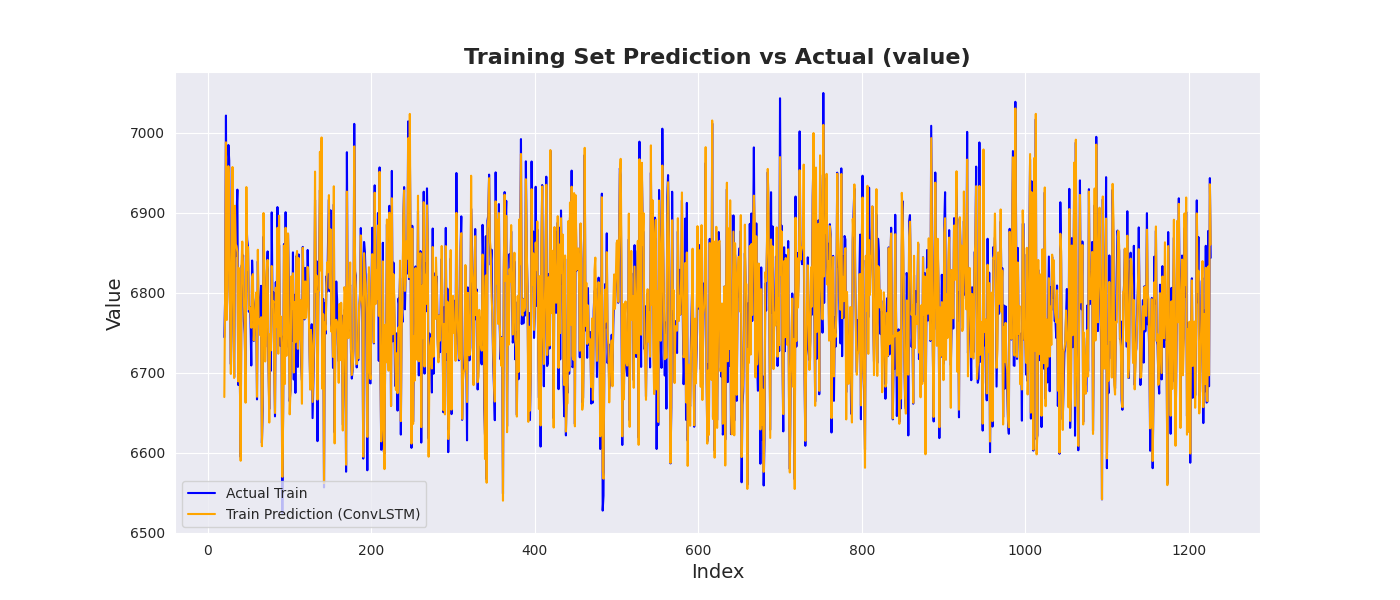 Training Set Prediction vs Actual (value)
7000
6900
6800
6700
6600
6500
Value
Actual Train
Train Prediction (ConvLSTM)
0 200 400 600 800 1000 1200
Index